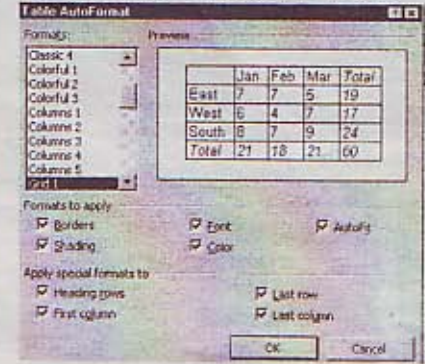 Table AutoFormat
Formats:
Preview
Classic 4
Colorful 1
Colorful 2
Colorful 3
Columns 1
Columns 2
Columns 3
Columns 4
Columns 5
Grid 1
Jan Feb Mar Total
East 7 7 5 19
West 6 4 7 17
South 8 7 9 24
Total 21 18 21 60
Formats to apply
Borders Font AutoFit
Shading Color
Apply special formats to
Heading rows Last row
First column Last column
OK Cancel